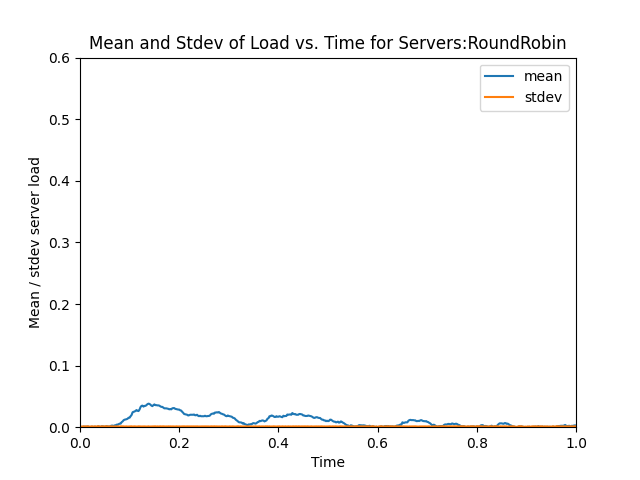 Mean and Stdev of Load vs. Time for Servers:RoundRobin
mean
stdev
Mean / stdev server load
0.6
0.5
0.4
0.3
0.2
0.1
0.0
0.0 0.2 0.4 0.6 0.8 1.0
Time